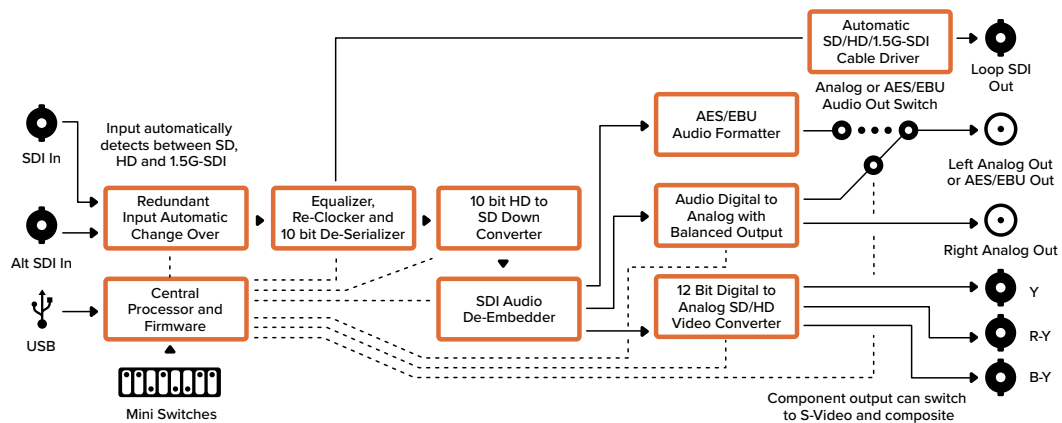 Automatic
SD/HD/1.5G-SDI
Cable Driver
Loop SDI
Out
Analog or AES/EBU
Audio Out Switch
SDI In
Input automatically
detects between SD,
HD and 1.5G-SDI
AES/EBU
Audio Formatter
Left Analog Out
or AES/EBU Out
Alt SDI In
Redundant
Input Automatic
Change Over
Equalizer,
Re-Clocker and
10 bit De-Serializer
10 bit HD to
SD Down
Converter
Audio Digital to
Analog with
Balanced Output
Right Analog Out
USB
Central
Processor and
Firmware
SDI Audio
De-Embedder
12 Bit Digital to
Analog SD/HD
Video Converter
Y
R-Y
B-Y
Mini Switches
Component output can switch
to S-Video and composite